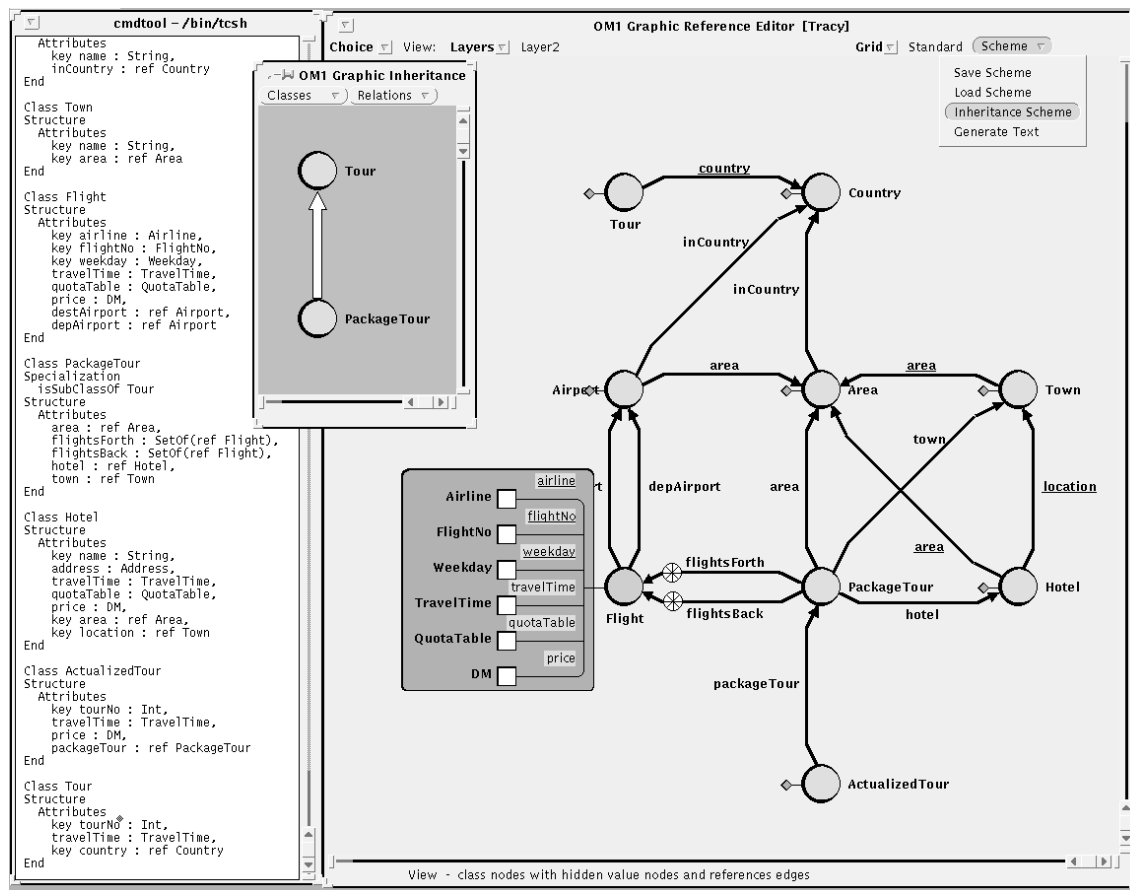 cmdtool – /bin/tcsh
Attributes
key name : String,
inCountry : ref Country
End
Class Town
Structure
Attributes
key name : String,
key area : ref Area
End
Class Flight
Structure
Attributes
key airline : Airline,
key flightNo : FlightNo,
key weekday : Weekday,
travelTime : TravelTime,
quotaTable : QuotaTable,
price : DM,
destAirport : ref Airport,
depAirport : ref Airport
End
Class PackageTour
Specialization
isSubClassOf Tour
Structure
Attributes
area : ref Area,
flightsForth : SetOf(ref Flight),
flightsBack : SetOf(ref Flight),
hotel : ref Hotel,
town : ref Town
End
Class Hotel
Structure
Attributes
key name : String,
address : Address,
travelTime : TravelTime,
quotaTable : QuotaTable,
price : DM,
key area : ref Area,
key location : ref Town
End
Class ActualizedTour
Structure
Attributes
key tourNo : Int,
travelTime : TravelTime,
price : DM,
packageTour : ref PackageTour
End
Class Tour
Structure
Attributes
key tourNo : Int,
travelTime : TravelTime,
key country : ref Country
End
OM1 Graphic Inheritance
Classes Relations
Tour
PackageTour
OM1 Graphic Reference Editor [Tracy]
Choice View: Layers Layer2 Grid Standard Scheme
Save Scheme
Load Scheme
Inheritance Scheme
Generate Text
country
Tour Country
inCountry
inCountry
area area
Airport Area Town
town
depAirport area location
airline
Airline
flightNo
FlightNo
weekday
Weekday
travelTime
TravelTime
quotaTable
QuotaTable
price
DM
area
flightsForth
Flight PackageTour Hotel
flightsBack hotel
packageTour
ActualizedTour
View - class nodes with hidden value nodes and references edges